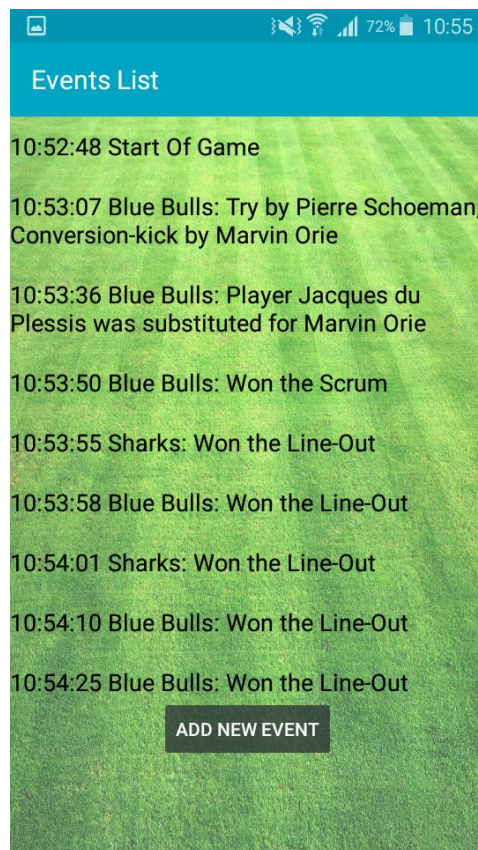 72% 10:55
Events List
10:52:48 Start Of Game
10:53:07 Blue Bulls: Try by Pierre Schoeman,
Conversion-kick by Marvin Orie
10:53:36 Blue Bulls: Player Jacques du
Plessis was substituted for Marvin Orie
10:53:50 Blue Bulls: Won the Scrum
10:53:55 Sharks: Won the Line-Out
10:53:58 Blue Bulls: Won the Line-Out
10:54:01 Sharks: Won the Line-Out
10:54:10 Blue Bulls: Won the Line-Out
10:54:25 Blue Bulls: Won the Line-Out
ADD NEW EVENT